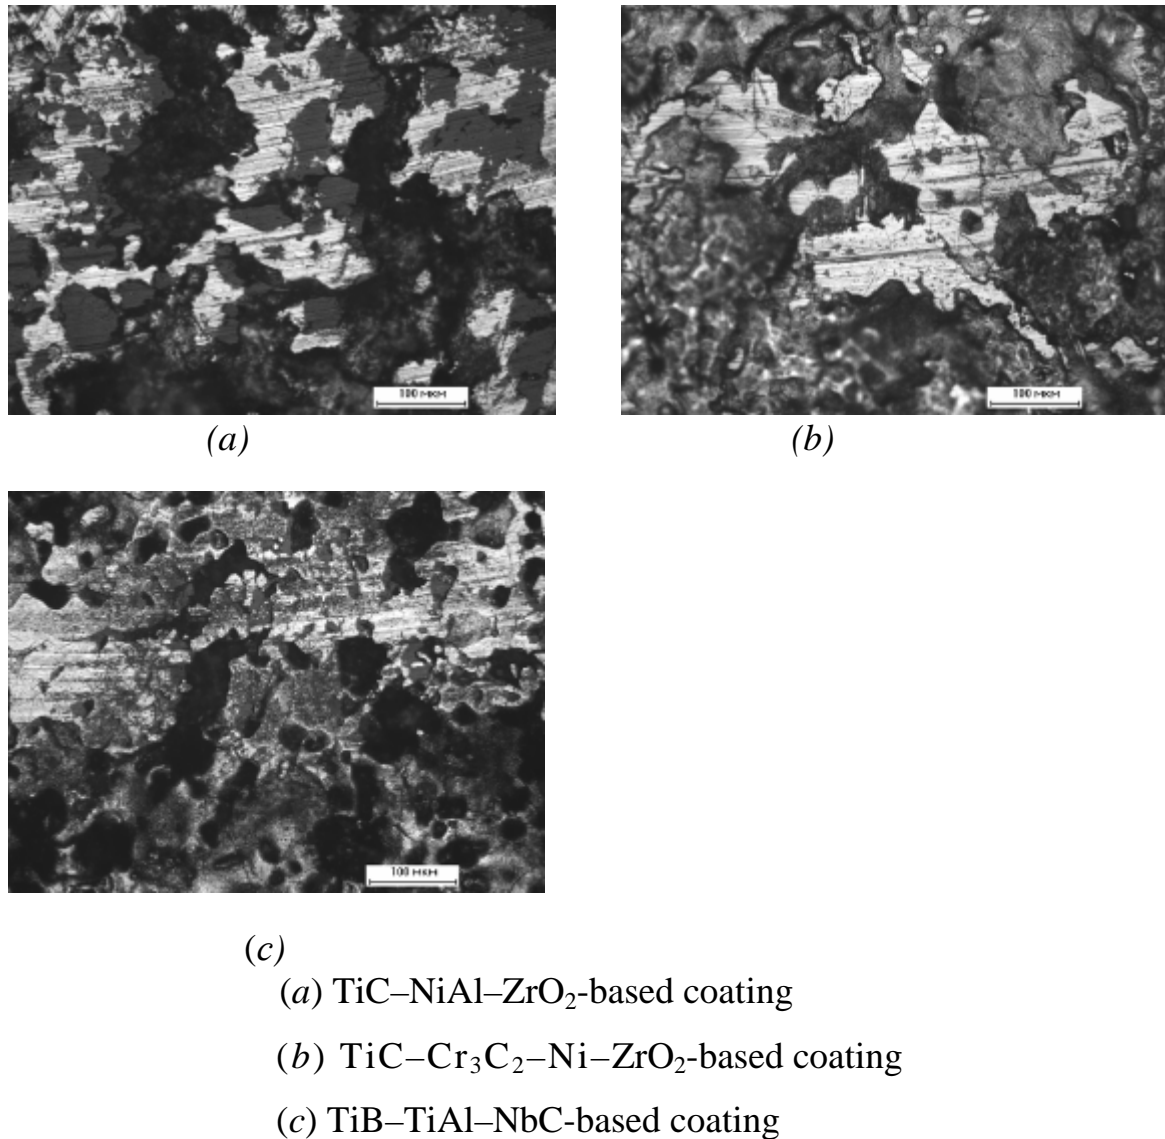 100 мкм
100 мкм
(a)
(b)
100 мкм
(c)
(a) TiC–NiAl–ZrO₂-based coating
(b) TiC–Cr₃C₂–Ni–ZrO₂-based coating
(c) TiB–TiAl–NbC-based coating